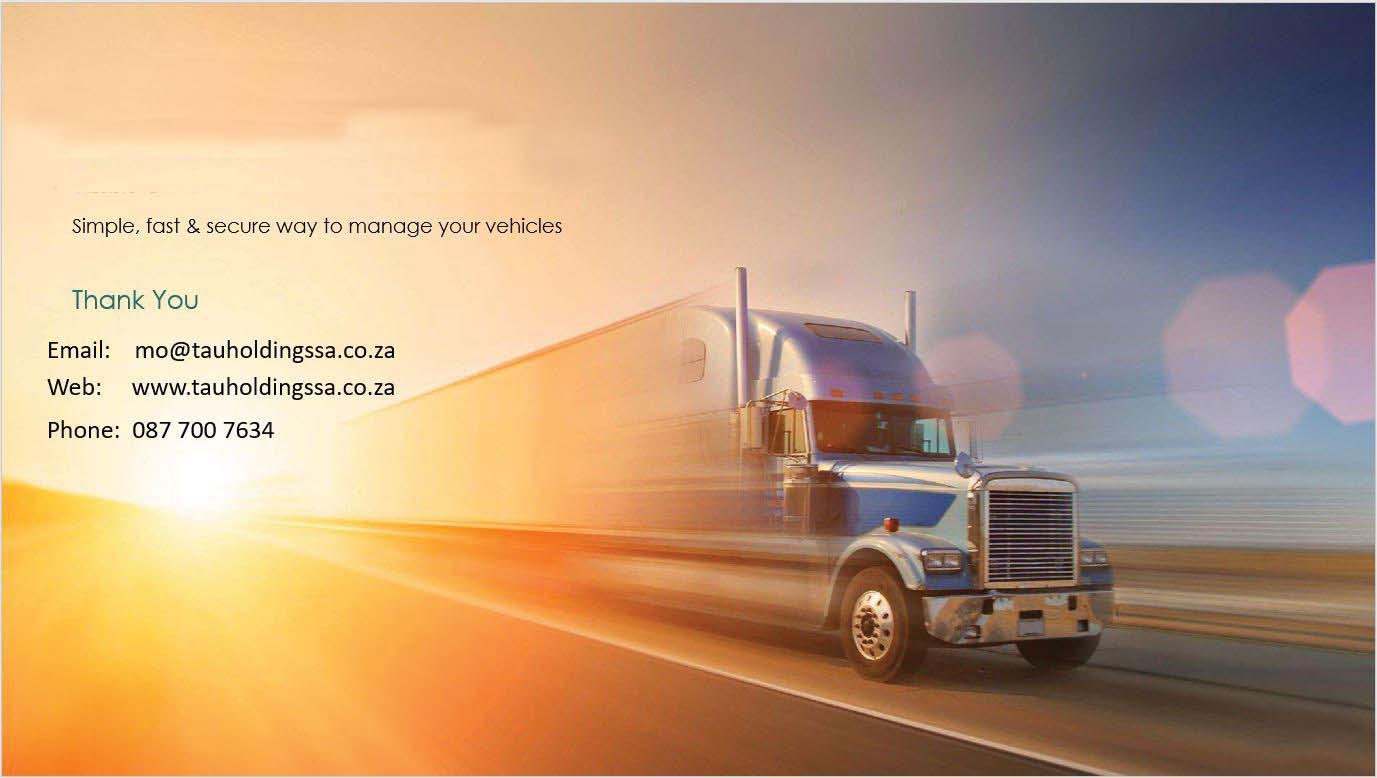 Simple, fast & secure way to manage your vehicles
Thank You
Email: mo@tauholdingssa.co.za
Web: www.tauholdingssa.co.za
Phone: 087 700 7634